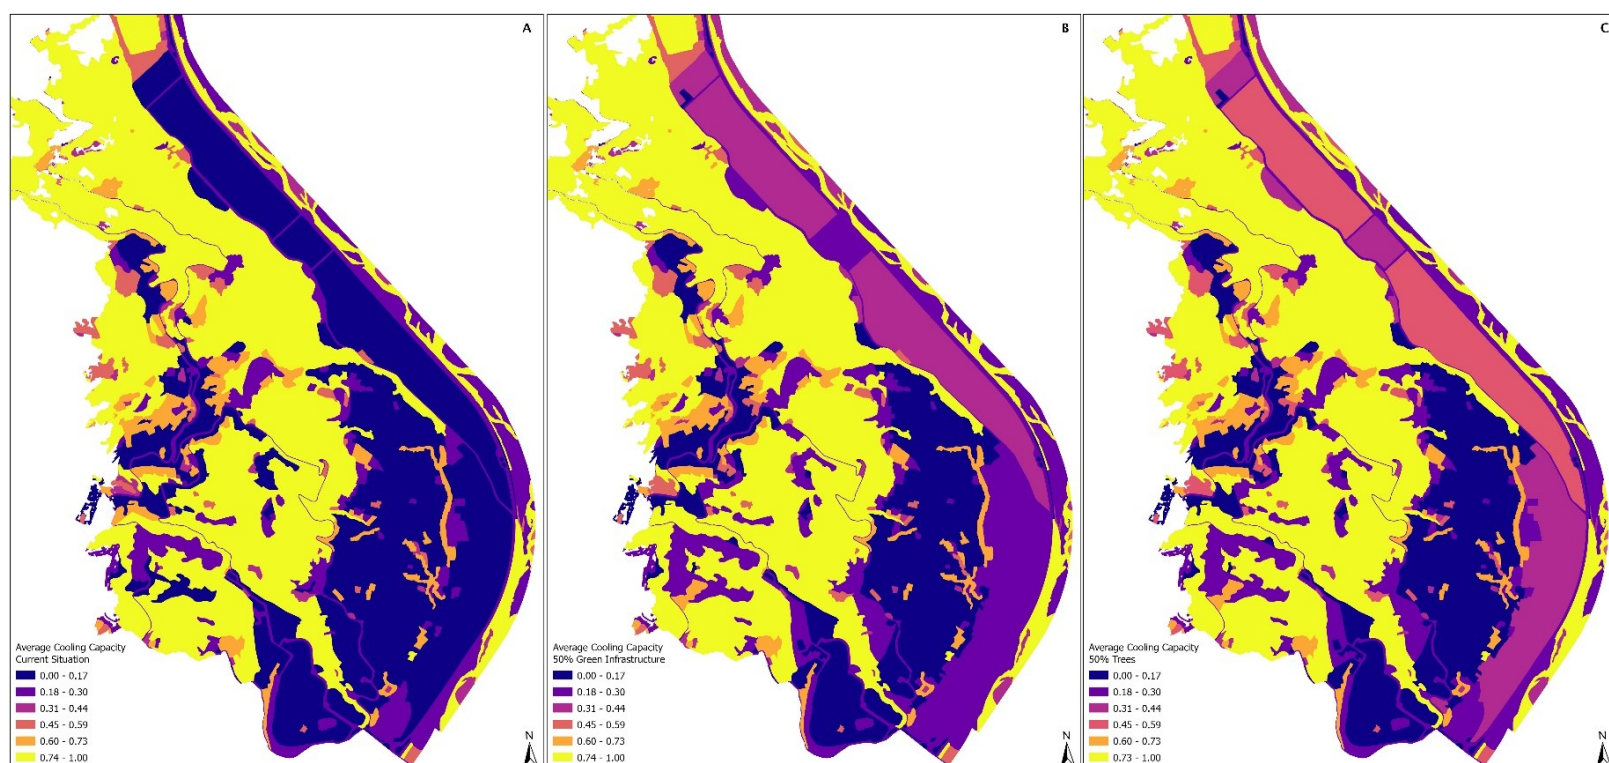 A
Average Cooling Capacity
Current Situation
0.00 - 0.17
0.18 - 0.30
0.31 - 0.44
0.45 - 0.59
0.60 - 0.73
0.74 - 1.00
N
B
Average Cooling Capacity
50% Green Infrastructure
0.00 - 0.17
0.18 - 0.30
0.31 - 0.44
0.45 - 0.59
0.60 - 0.73
0.74 - 1.00
N
C
Average Cooling Capacity
50% Trees
0.00 - 0.17
0.18 - 0.30
0.31 - 0.44
0.45 - 0.59
0.60 - 0.73
0.73 - 1.00
N